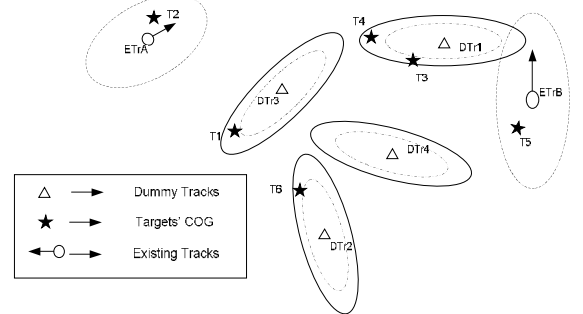 T2
ETrA
T4
DTr1
T3
ETrB
DTr3
T1
T5
DTr4
T6
DTr2
Dummy Tracks
Targets' COG
Existing Tracks